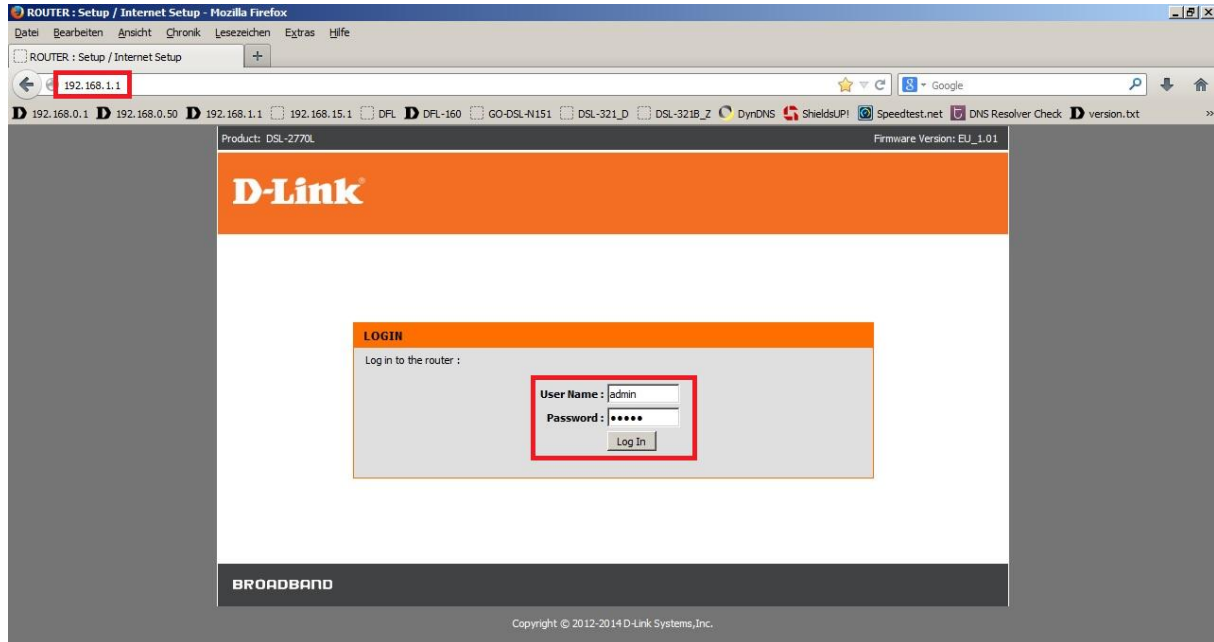 ROUTER : Setup / Internet Setup - Mozilla Firefox
Datei Bearbeiten Ansicht Chronik Lesezeichen Extras Hilfe
ROUTER : Setup / Internet Setup
192.168.1.1
Google
192.168.0.1 192.168.0.50 192.168.1.1 192.168.15.1 DFL DFL-160 GO-DSL-N151 DSL-321_D DSL-321B_Z DynDNS ShieldsUP! Speedtest.net DNS Resolver Check version.txt
Product: DSL-2770L Firmware Version: EU_1.01
D-Link
LOGIN
Log in to the router :
User Name : admin
Password : •••••
Log In
BROADBAND
Copyright © 2012-2014 D-Link Systems,Inc.